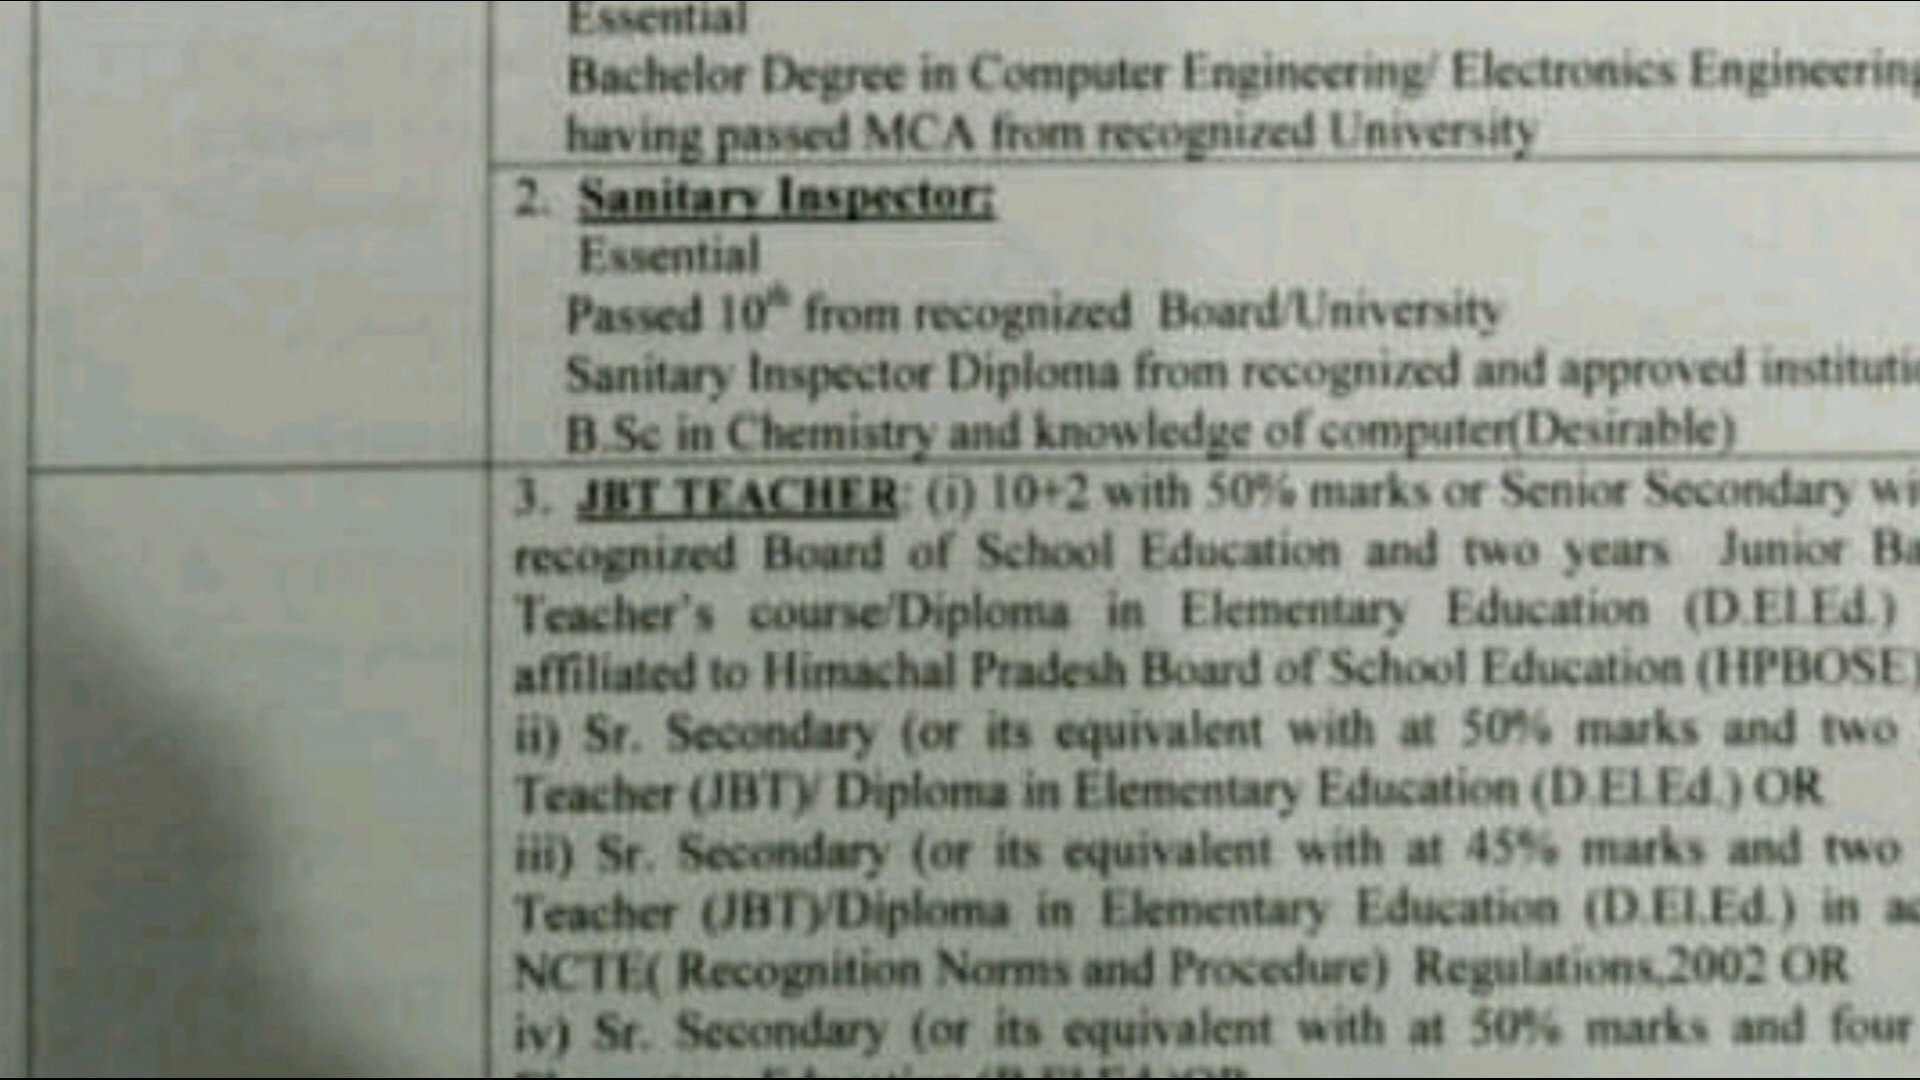 Essential
Bachelor Degree in Computer Engineering/ Electronics Engineering
having passed MCA from recognized University
2. Sanitary Inspector:
Essential
Passed 10th from recognized Board/University
Sanitary Inspector Diploma from recognized and approved instituti
B.Sc in Chemistry and knowledge of computer(Desirable)
3. JBT TEACHER: (i) 10+2 with 50% marks or Senior Secondary wi
recognized Board of School Education and two years Junior Ba
Teacher's course/Diploma in Elementary Education (D.El.Ed.)
affiliated to Himachal Pradesh Board of School Education (HPBOSE)
ii) Sr. Secondary (or its equivalent with at 50% marks and two
Teacher (JBT)/ Diploma in Elementary Education (D.El.Ed.) OR
iii) Sr. Secondary (or its equivalent with at 45% marks and two
Teacher (JBT)/Diploma in Elementary Education (D.El.Ed.) in ac
NCTE( Recognition Norms and Procedure) Regulations,2002 OR
iv) Sr. Secondary (or its equivalent with at 50% marks and four